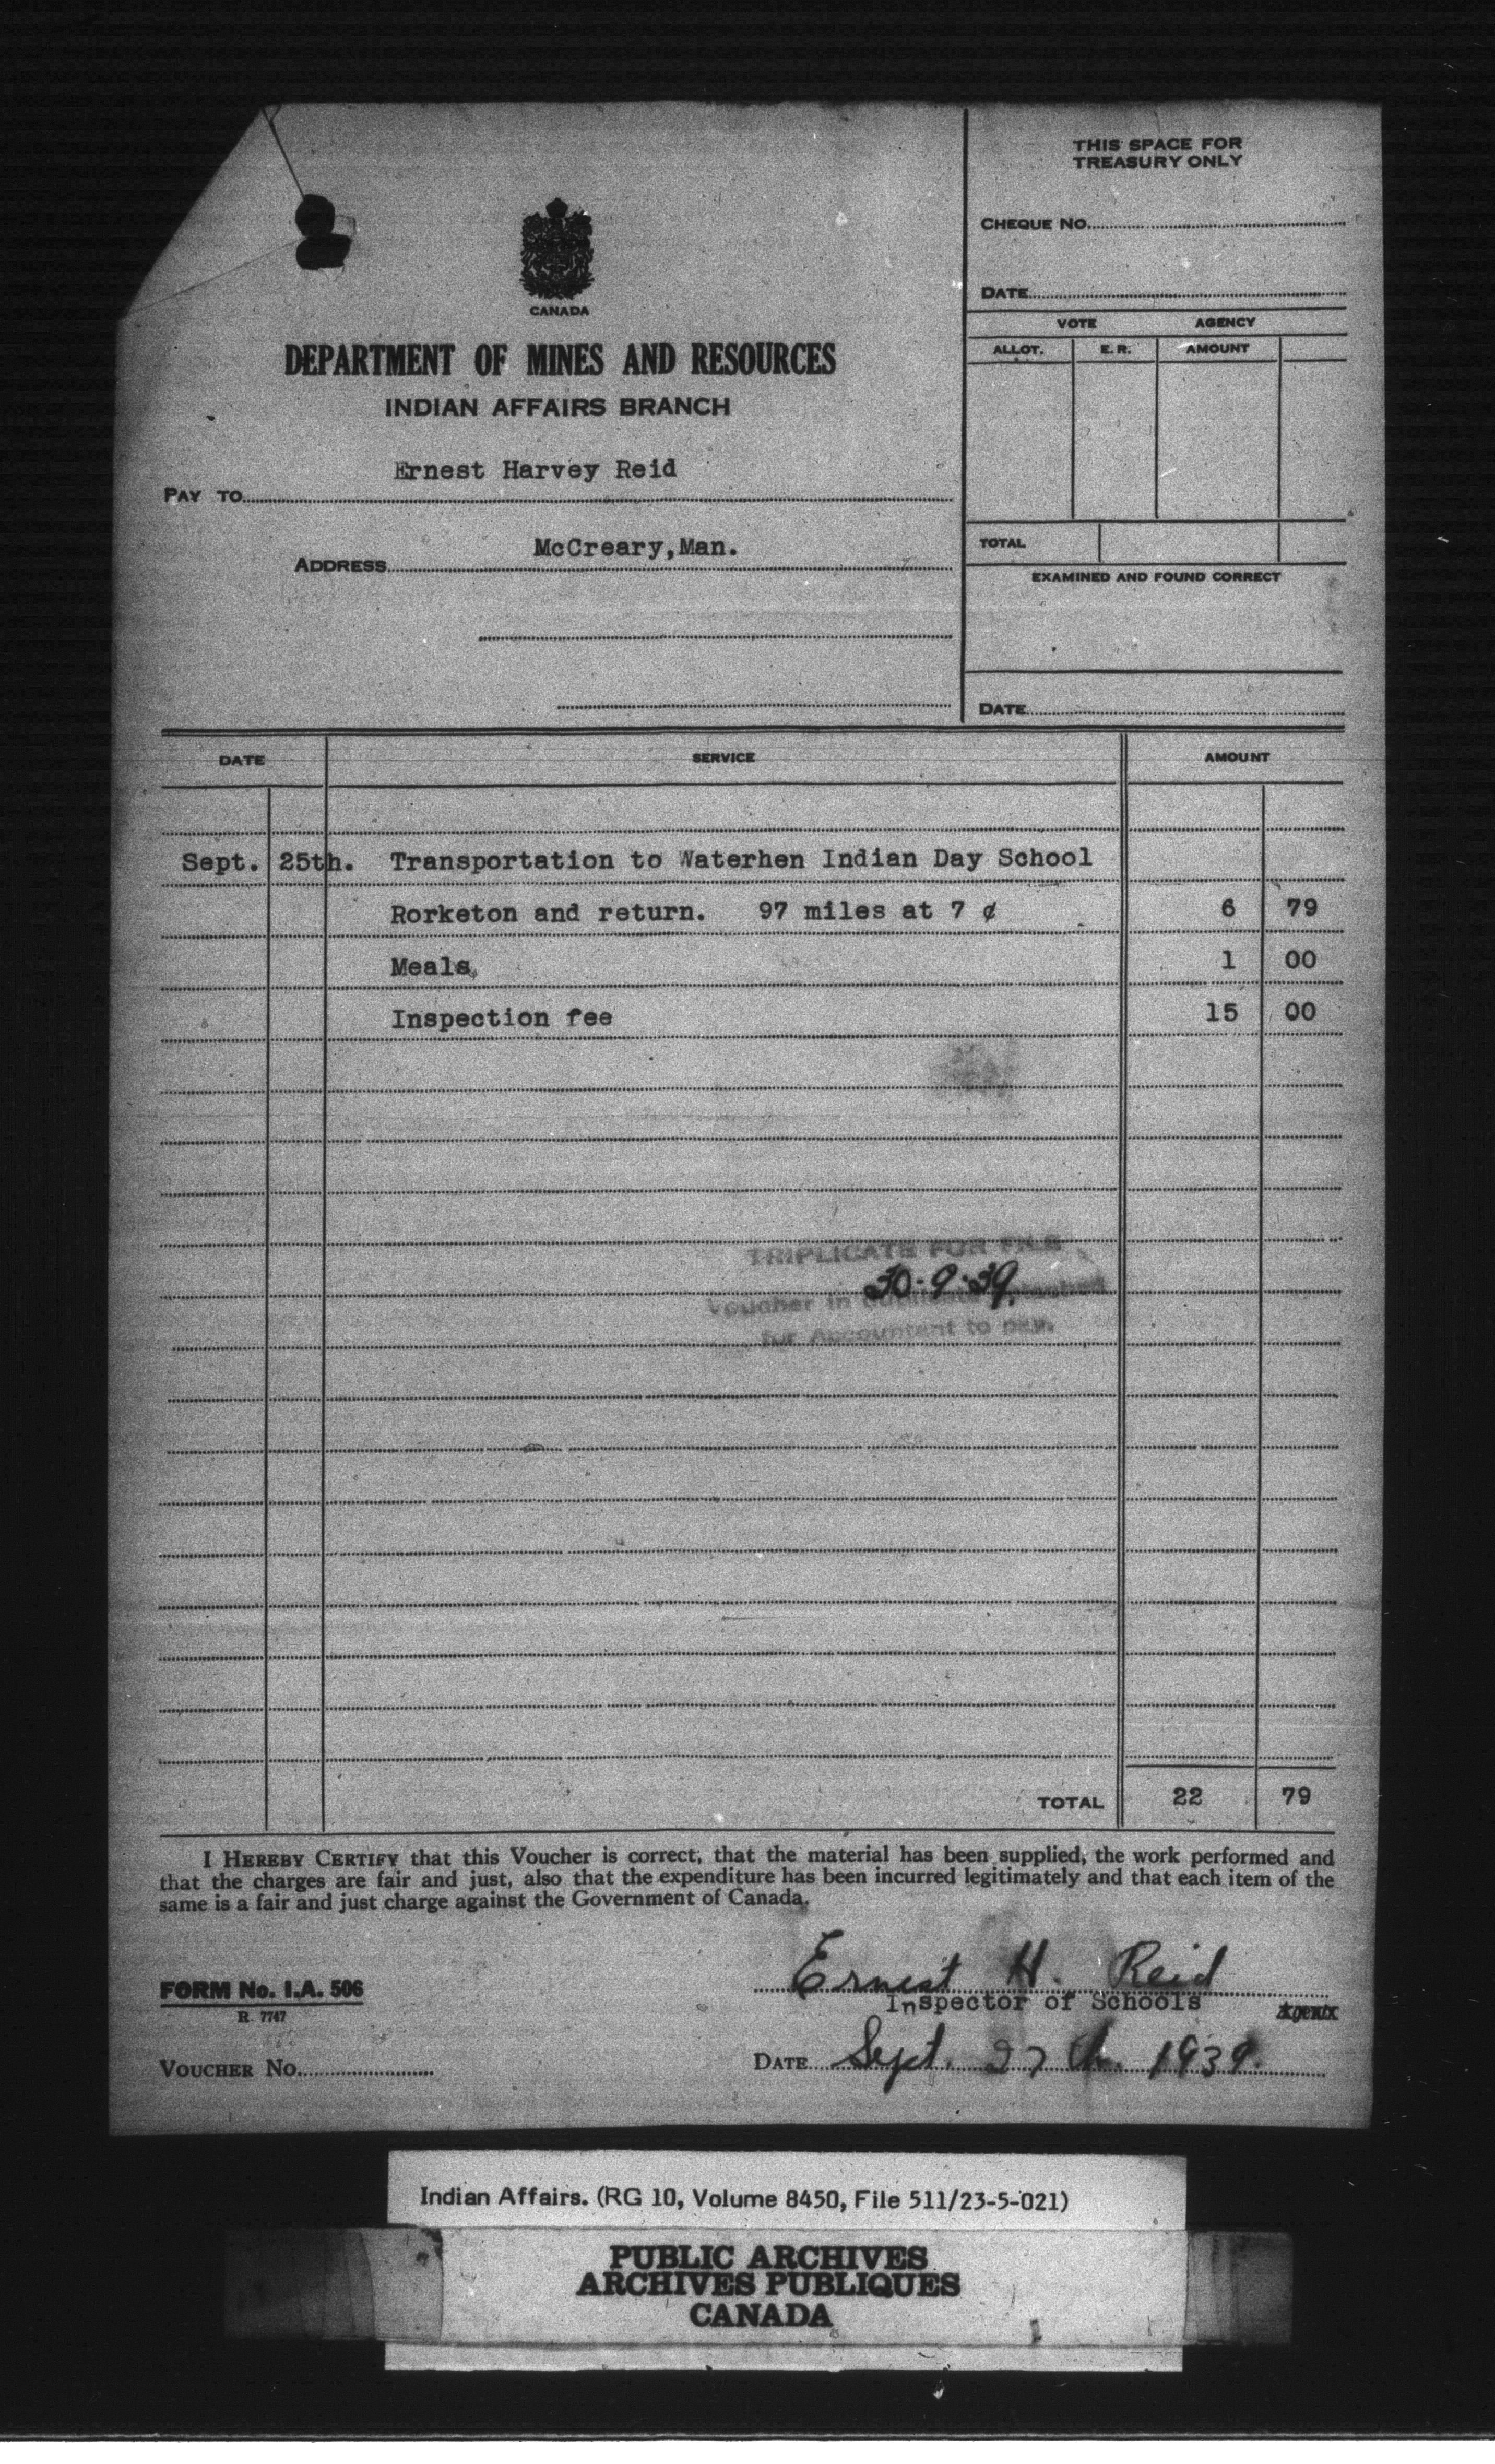 CANADA
DEPARTMENT OF MINES AND RESOURCES
INDIAN AFFAIRS BRANCH
PAY TO Ernest Harvey Reid
ADDRESS McCreary,Man.
THIS SPACE FOR
TREASURY ONLY
CHEQUE NO.
DATE
VOTE AGENCY
ALLOT. E. R. AMOUNT
TOTAL
EXAMINED AND FOUND CORRECT
DATE
DATE SERVICE AMOUNT
Sept. 25th. Transportation to Waterhen Indian Day School
Rorketon and return. 97 miles at 7 ¢ 6 79
Meals 1 00
Inspection fee 15 00
TRIPLICATE FOR FILE
30·9·39
Voucher in duplicate attached
for Accountant to pay.
TOTAL 22 79
I HEREBY CERTIFY that this Voucher is correct, that the material has been supplied, the work performed and
that the charges are fair and just, also that the expenditure has been incurred legitimately and that each item of the
same is a fair and just charge against the Government of Canada.
Ernest H. Reid
Inspector of Schools Agent
FORM No. I.A. 506
R 7747
VOUCHER NO.
DATE Sept. 27th. 1939.
Indian Affairs. (RG 10, Volume 8450, File 511/23-5-021)
PUBLIC ARCHIVES
ARCHIVES PUBLIQUES
CANADA